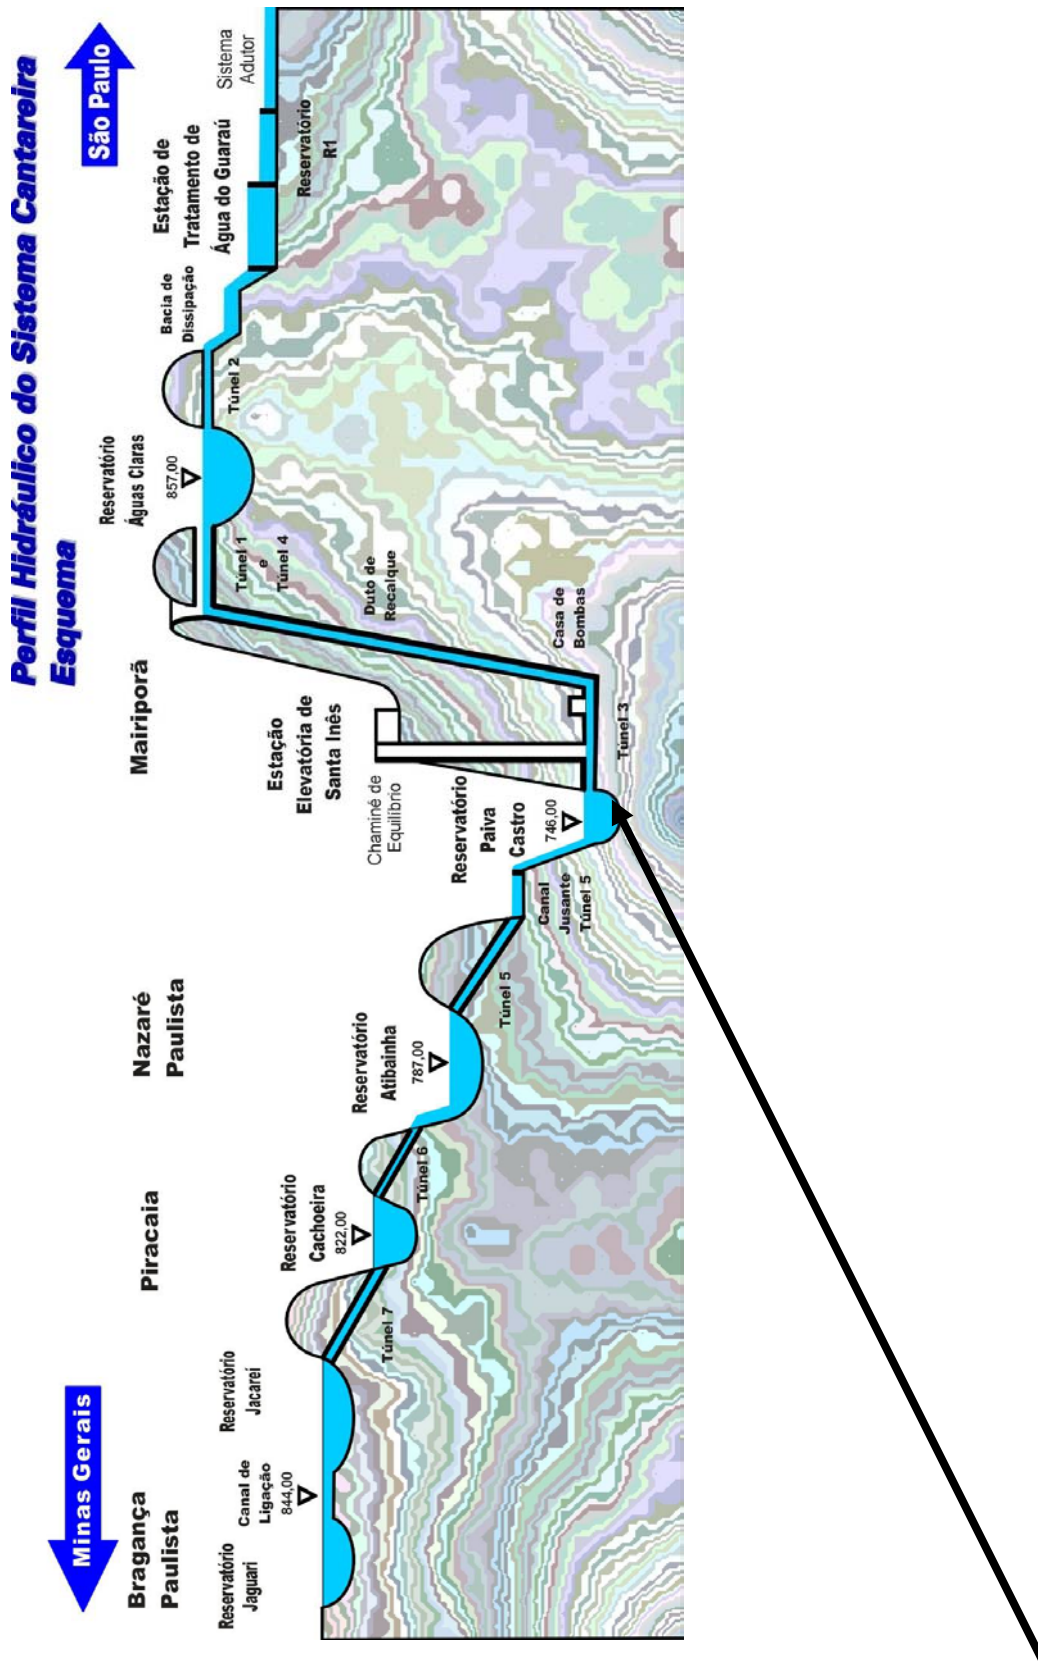 Perfil Hidráulico do Sistema Cantareira
Esquema
Minas Gerais
São Paulo
Bragança
Paulista
Piracaia
Nazaré
Paulista
Mairiporã
Reservatório
Jaguari
Canal de
Ligação
844,00
Reservatório
Jacareí
Túnel 7
Reservatório
Cachoeira
822,00
Túnel 6
Reservatório
Atibainha
787,00
Túnel 5
Canal
Jusante
Túnel 5
Reservatório
Paiva
Castro
746,00
Chaminé de
Equilíbrio
Estação
Elevatória de
Santa Inês
Túnel 3
Casa de
Bombas
Duto de
Recalque
Túnel 1
e
Túnel 4
Reservatório
Águas Claras
857,00
Túnel 2
Bacia de
Dissipação
Estação de
Tratamento de
Água do Guaraú
Reservatório
R1
Sistema
Adutor